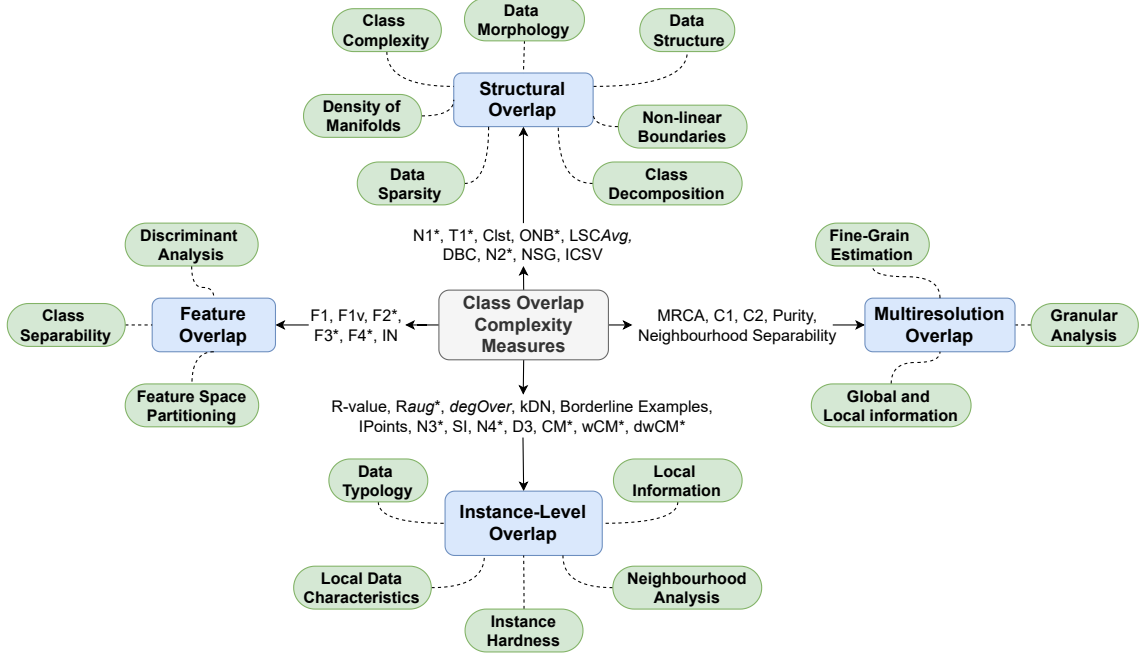 Class
Complexity
Data
Morphology
Data
Structure
Structural
Overlap
Density of
Manifolds
Non-linear
Boundaries
Data
Sparsity
Class
Decomposition
N1*, T1*, Clst, ONB*, LSCAvg,
DBC, N2*, NSG, ICSV
Discriminant
Analysis
Class
Separability
Feature
Overlap
Feature Space
Partitioning
F1, F1v, F2*,
F3*, F4*, IN
Class Overlap
Complexity
Measures
MRCA, C1, C2, Purity,
Neighbourhood Separability
Fine-Grain
Estimation
Multiresolution
Overlap
Granular
Analysis
Global and
Local information
R-value, Raug*, degOver, kDN, Borderline Examples,
IPoints, N3*, SI, N4*, D3, CM*, wCM*, dwCM*
Data
Typology
Local
Information
Instance-Level
Overlap
Local Data
Characteristics
Neighbourhood
Analysis
Instance
Hardness